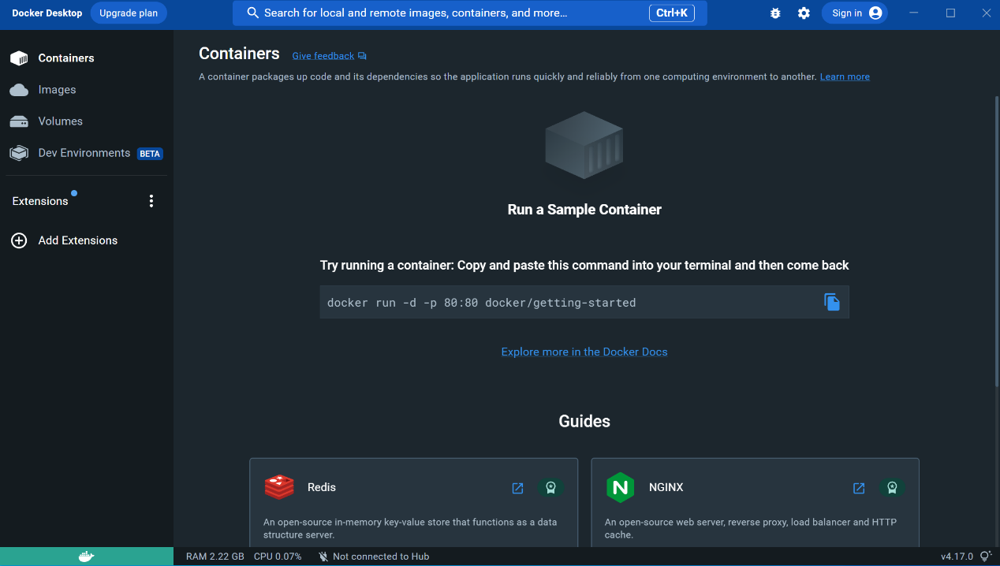 Docker Desktop
Upgrade plan
Search for local and remote images, containers, and more...
Ctrl+K
Sign in
Containers
Images
Volumes
Dev Environments BETA
Extensions
Add Extensions
Containers
Give feedback
A container packages up code and its dependencies so the application runs quickly and reliably from one computing environment to another. Learn more
Run a Sample Container
Try running a container: Copy and paste this command into your terminal and then come back
docker run -d -p 80:80 docker/getting-started
Explore more in the Docker Docs
Guides
Redis
An open-source in-memory key-value store that functions as a data
structure server.
N
NGINX
An open-source web server, reverse proxy, load balancer and HTTP
cache.
RAM 2.22 GB
CPU 0.07%
Not connected to Hub
v4.17.0